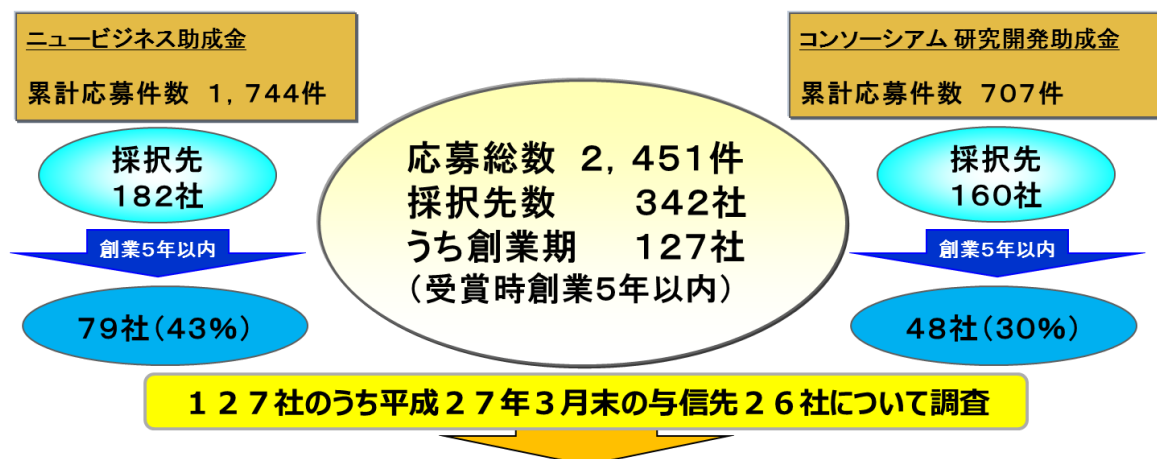 ニュービジネス助成金
累計応募件数 1,744件
採択先
182社
創業5年以内
79社(43%)
応募総数 2,451件
採択先数 342社
うち創業期 127社
(受賞時創業5年以内)
コンソーシアム 研究開発助成金
累計応募件数 707件
採択先
160社
創業5年以内
48社(30%)
127社のうち平成27年3月末の与信先26社について調査